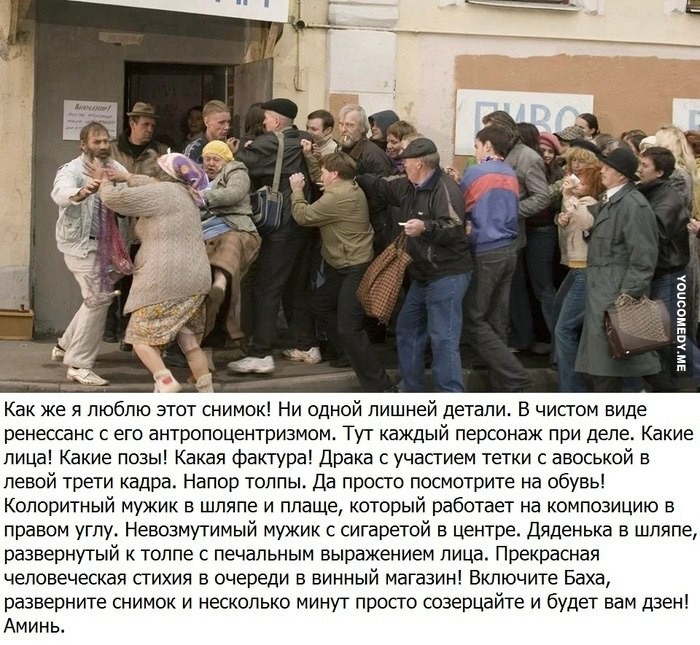 Внимание!
ПИВО
YOUCOMEDY.ME
Как же я люблю этот снимок! Ни одной лишней детали. В чистом виде
ренессанс с его антропоцентризмом. Тут каждый персонаж при деле. Какие
лица! Какие позы! Какая фактура! Драка с участием тетки с авоськой в
левой трети кадра. Напор толпы. Да просто посмотрите на обувь!
Колоритный мужик в шляпе и плаще, который работает на композицию в
правом углу. Невозмутимый мужик с сигаретой в центре. Дяденька в шляпе,
развернутый к толпе с печальным выражением лица. Прекрасная
человеческая стихия в очереди в винный магазин! Включите Баха,
разверните снимок и несколько минут просто созерцайте и будет вам дзен!
Аминь.